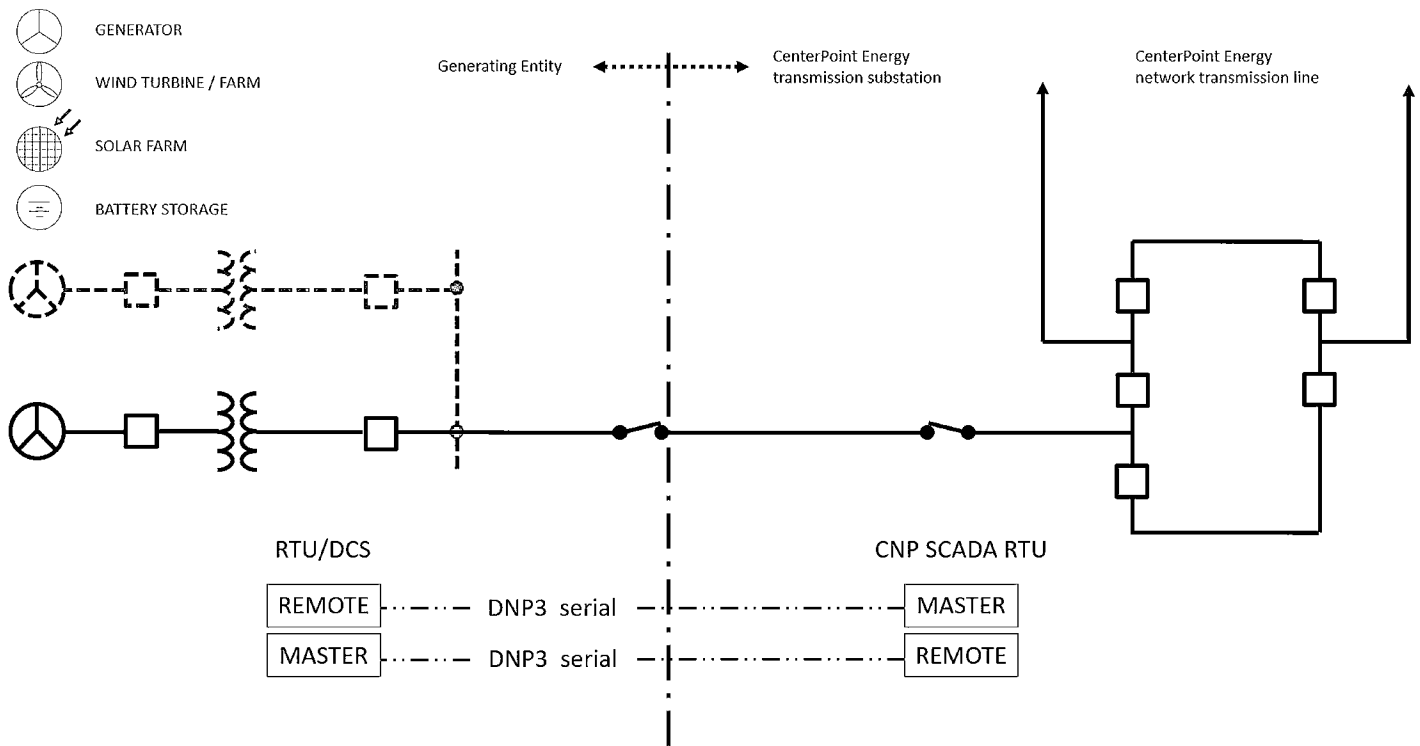 GENERATOR
WIND TURBINE / FARM
SOLAR FARM
BATTERY STORAGE
Generating Entity
CenterPoint Energy
transmission substation
CenterPoint Energy
network transmission line
RTU/DCS
CNP SCADA RTU
REMOTE
DNP3 serial
MASTER
MASTER
DNP3 serial
REMOTE